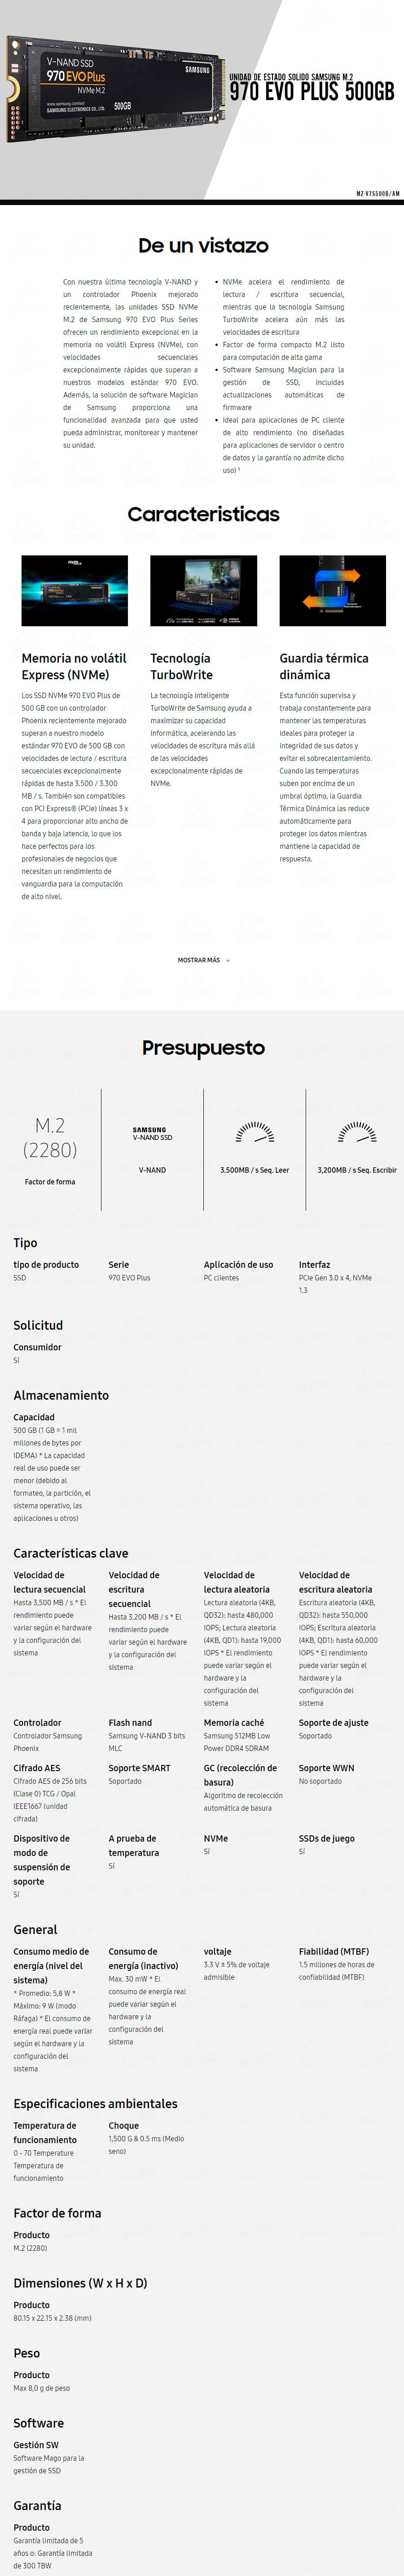 V-NAND SSD
970 EVO Plus
NVMe M.2
www.samsung.com/ssd
SAMSUNG ELECTRONICS CO., LTD.
500GB
SAMSUNG
UNIDAD DE ESTADO SOLIDO SAMSUNG M.2
970 EVO PLUS 500GB
MZ-V7S500B/AM
De un vistazo
Con nuestra última tecnología V-NAND y
un controlador Phoenix mejorado
recientemente, las unidades SSD NVMe
M.2 de Samsung 970 EVO Plus Series
ofrecen un rendimiento excepcional en la
memoria no volátil Express (NVMe), con
velocidades secuenciales
excepcionalmente rápidas que superan a
nuestros modelos estándar 970 EVO.
Además, la solución de software Magician
de Samsung proporciona una
funcionalidad avanzada para que usted
pueda administrar, monitorear y mantener
su unidad.
• NVMe acelera el rendimiento de
lectura / escritura secuencial,
mientras que la tecnología Samsung
TurboWrite acelera aún más las
velocidades de escritura
• Factor de forma compacto M.2 listo
para computación de alta gama
• Software Samsung Magician para la
gestión de SSD, incluidas
actualizaciones automáticas de
firmware
• Ideal para aplicaciones de PC cliente
de alto rendimiento (no diseñadas
para aplicaciones de servidor o centro
de datos y la garantía no admite dicho
uso) ¹
Caracteristicas
Memoria no volátil
Express (NVMe)
Los SSD NVMe 970 EVO Plus de
500 GB con un controlador
Phoenix recientemente mejorado
superan a nuestro modelo
estándar 970 EVO de 500 GB con
velocidades de lectura / escritura
secuenciales excepcionalmente
rápidas de hasta 3.500 / 3.300
MB / s. También son compatibles
con PCI Express® (PCIe) líneas 3 x
4 para proporcionar alto ancho de
banda y baja latencia, lo que los
hace perfectos para los
profesionales de negocios que
necesitan un rendimiento de
vanguardia para la computación
de alto nivel.
Tecnología
TurboWrite
La tecnología inteligente
TurboWrite de Samsung ayuda a
maximizar su capacidad
informática, acelerando las
velocidades de escritura más allá
de las velocidades
excepcionalmente rápidas de
NVMe.
Guardia térmica
dinámica
Esta función supervisa y
trabaja constantemente para
mantener las temperaturas
ideales para proteger la
integridad de sus datos y
evitar el sobrecalentamiento.
Cuando las temperaturas
suben por encima de un
umbral óptimo, la Guardia
Térmica Dinámica las reduce
automáticamente para
proteger los datos mientras
mantiene la capacidad de
respuesta.
MOSTRAR MÁS
Presupuesto
M.2
(2280)
Factor de forma
SAMSUNG
V-NAND SSD
V-NAND
3.500MB / s Seq. Leer
3,200MB / s Seq. Escribir
Tipo
tipo de producto
SSD
Serie
970 EVO Plus
Aplicación de uso
PC clientes
Interfaz
PCIe Gen 3.0 x 4, NVMe
1.3
Solicitud
Consumidor
Sí
Almacenamiento
Capacidad
500 GB (1 GB = 1 mil
millones de bytes por
IDEMA) * La capacidad
real de uso puede ser
menor (debido al
formateo, la partición, el
sistema operativo, las
aplicaciones u otros)
Características clave
Velocidad de
lectura secuencial
Hasta 3,500 MB / s * El
rendimiento puede
variar según el hardware
y la configuración del
sistema
Velocidad de
escritura
secuencial
Hasta 3.200 MB / s * El
rendimiento puede
variar según el hardware
y la configuración del
sistema
Velocidad de
lectura aleatoria
Lectura aleatoria (4KB,
QD32): hasta 480,000
IOPS; Lectura aleatoria
(4KB, QD1): hasta 19,000
IOPS * El rendimiento
puede variar según el
hardware y la
configuración del
sistema
Velocidad de
escritura aleatoria
Escritura aleatoria (4KB,
QD32): hasta 550,000
IOPS; Escritura aleatoria
(4KB, QD1): hasta 60,000
IOPS * El rendimiento
puede variar según el
hardware y la
configuración del
sistema
Controlador
Controlador Samsung
Phoenix
Flash nand
Samsung V-NAND 3 bits
MLC
Memoria caché
Samsung 512MB Low
Power DDR4 SDRAM
Soporte de ajuste
Soportado
Cifrado AES
Cifrado AES de 256 bits
(Clase 0) TCG / Opal
IEEE1667 (unidad
cifrada)
Soporte SMART
Soportado
GC (recolección de
basura)
Algoritmo de recolección
automática de basura
Soporte WWN
No soportado
Dispositivo de
modo de
suspensión de
soporte
Sí
A prueba de
temperatura
Sí
NVMe
Sí
SSDs de juego
Sí
General
Consumo medio de
energía (nivel del
sistema)
* Promedio: 5,8 W *
Máximo: 9 W (modo
Ráfaga) * El consumo de
energía real puede variar
según el hardware y la
configuración del
sistema
Consumo de
energía (inactivo)
Max. 30 mW * El
consumo de energía real
puede variar según el
hardware y la
configuración del
sistema
voltaje
3.3 V ± 5% de voltaje
admisible
Fiabilidad (MTBF)
1.5 millones de horas de
confiabilidad (MTBF)
Especificaciones ambientales
Temperatura de
funcionamiento
0 - 70 Temperature
Temperatura de
funcionamiento
Choque
1,500 G & 0.5 ms (Medio
seno)
Factor de forma
Producto
M.2 (2280)
Dimensiones (W x H x D)
Producto
80.15 x 22.15 x 2.38 (mm)
Peso
Producto
Max 8,0 g de peso
Software
Gestión SW
Software Mago para la
gestión de SSD
Garantía
Producto
Garantía limitada de 5
años o: Garantía limitada
de 300 TBW